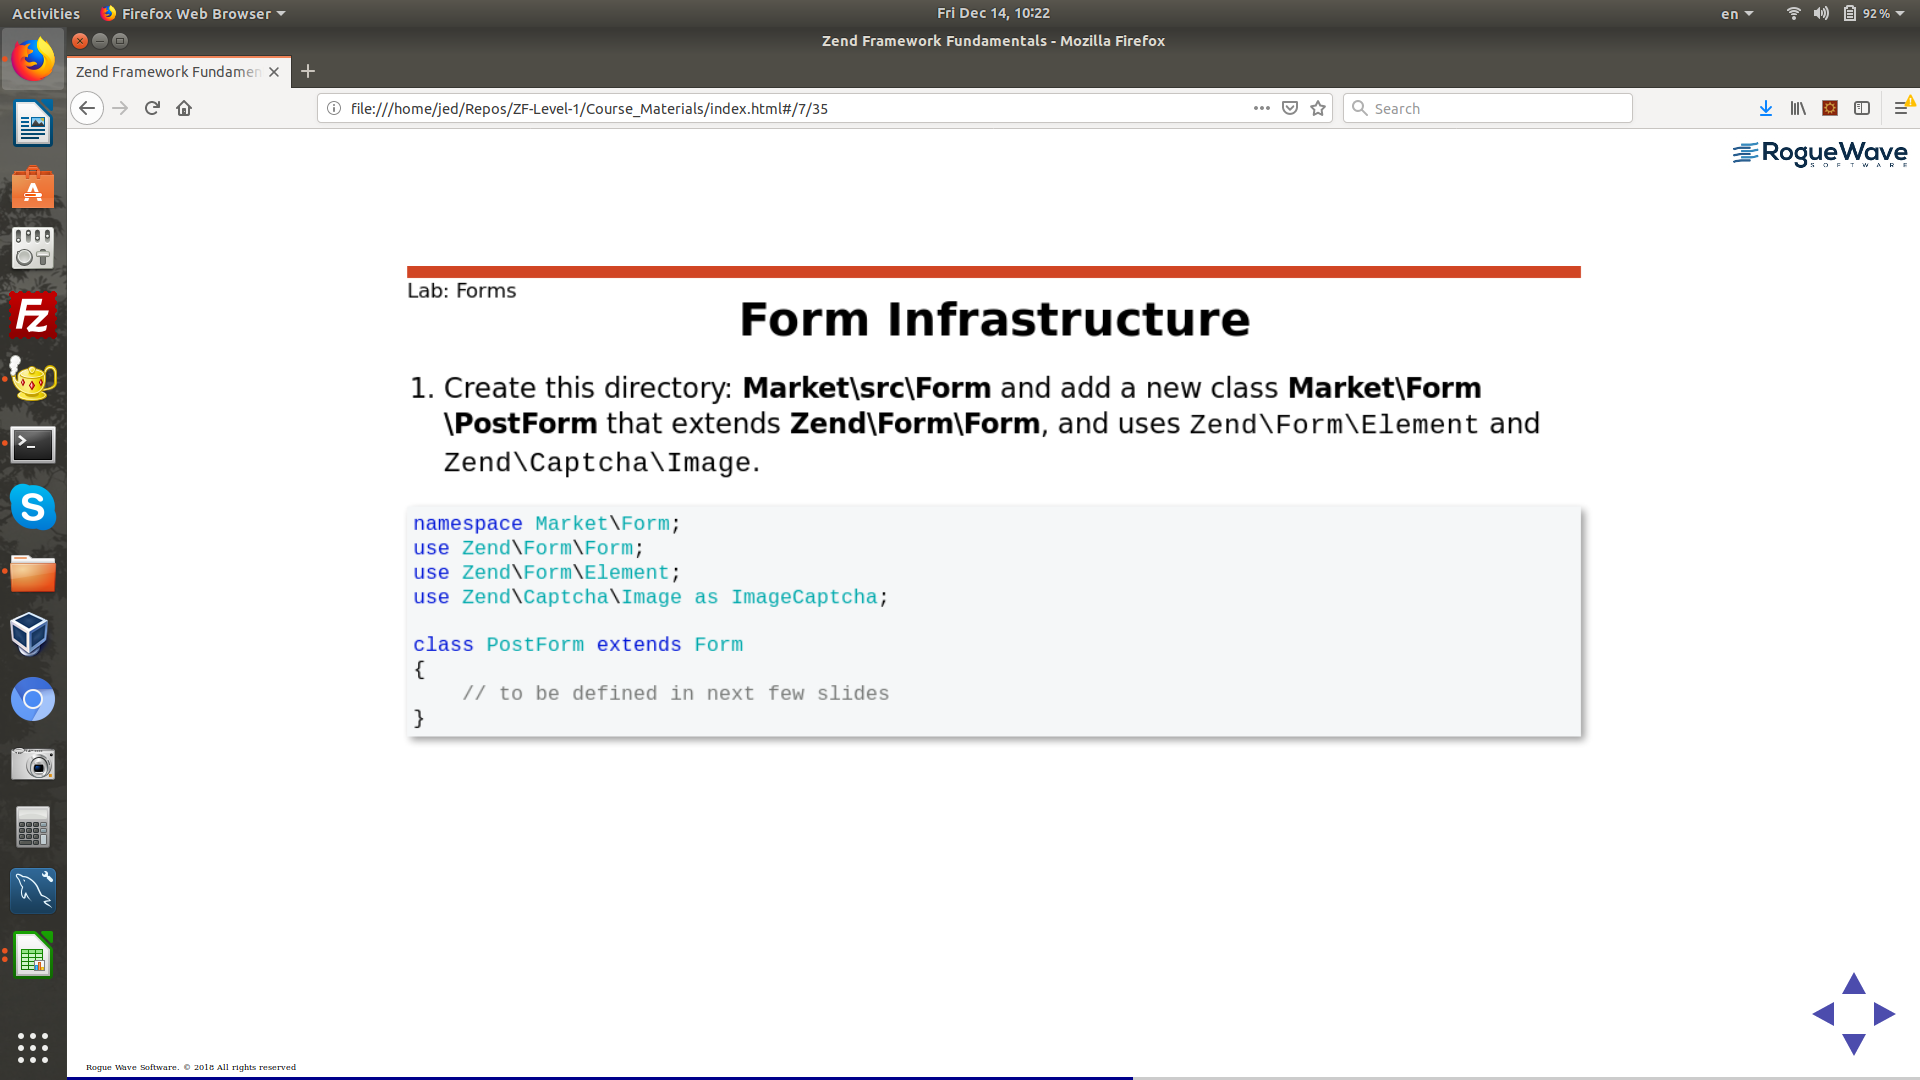 Activities
Firefox Web Browser
Fri Dec 14, 10:22
en
92%
Zend Framework Fundamentals - Mozilla Firefox
Zend Framework Fundamen
file:///home/jed/Repos/ZF-Level-1/Course_Materials/index.html#/7/35
Search
RogueWave
SOFTWARE
Lab: Forms
Form Infrastructure
1. Create this directory: Market\src\Form and add a new class Market\Form
\PostForm that extends Zend\Form\Form, and uses Zend\Form\Element and
Zend\Captcha\Image.
namespace Market\Form;
use Zend\Form\Form;
use Zend\Form\Element;
use Zend\Captcha\Image as ImageCaptcha;
class PostForm extends Form
{
// to be defined in next few slides
}
Rogue Wave Software. © 2018 All rights reserved